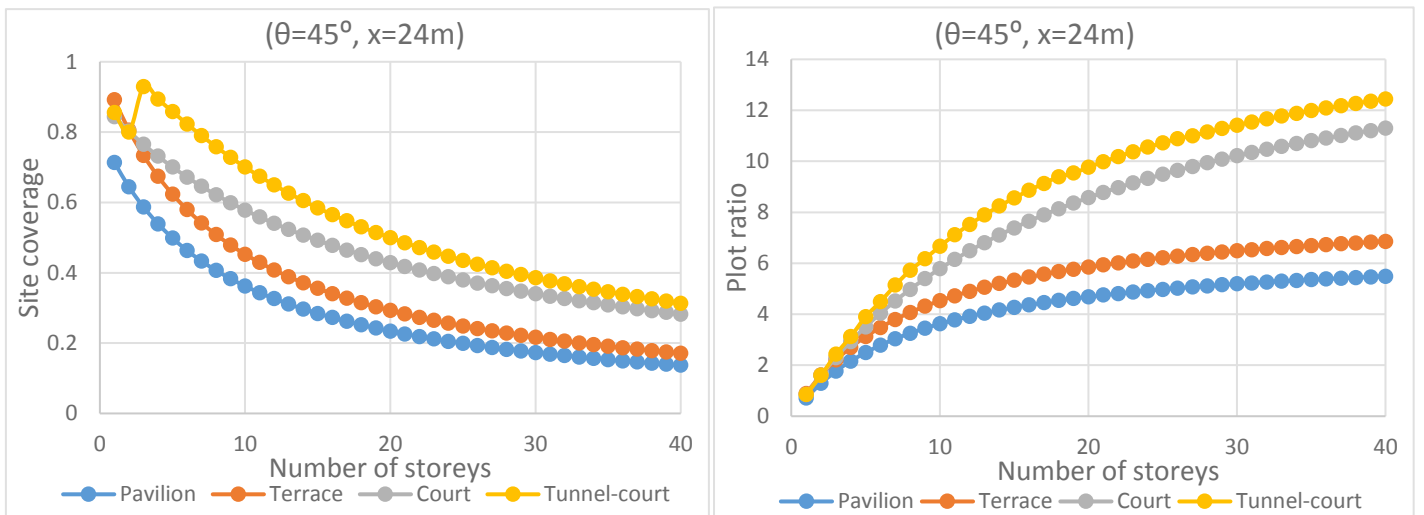 (θ=45⁰, x=24m)
1
0.8
0.6
0.4
0.2
0
Site coverage
0 10 20 30 40
Number of storeys
Pavilion Terrace Court Tunnel-court
(θ=45⁰, x=24m)
14
12
10
8
6
4
2
0
Plot ratio
0 10 20 30 40
Number of storeys
Pavilion Terrace Court Tunnel-court